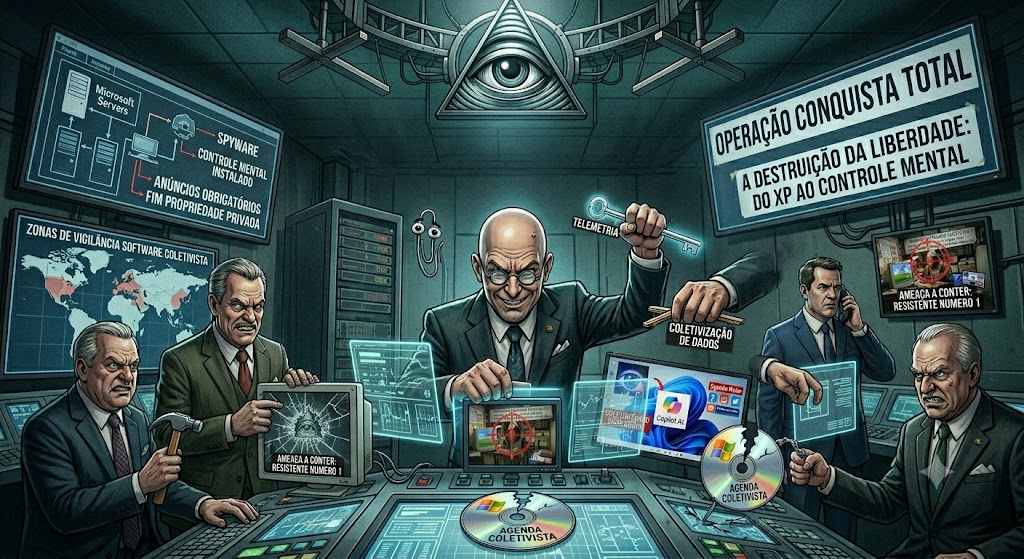 Microsoft
Servers
SPYWARE
CONTROLE MENTAL
INSTALADO
ANÚNCIOS OBRIGATÓRIOS
FIM PROPRIEDADE PRIVADA
OPERAÇÃO CONQUISTA TOTAL
A DESTRUIÇÃO DA LIBERDADE:
DO XP AO CONTROLE MENTAL
ZONAS DE VIGILÂNCIA SOFTWARE COLETIVISTA
TELEMETRIA
COLETIVIZAÇÃO
DE DADOS
AMEAÇA A CONTER:
RESISTENTE NÚMERO 1
AMEAÇA A CONTER:
RESISTENTE NÚMERO 1
Copilot AI
AGENDA
COLETIVISTA
AGENDA
COLETIVISTA